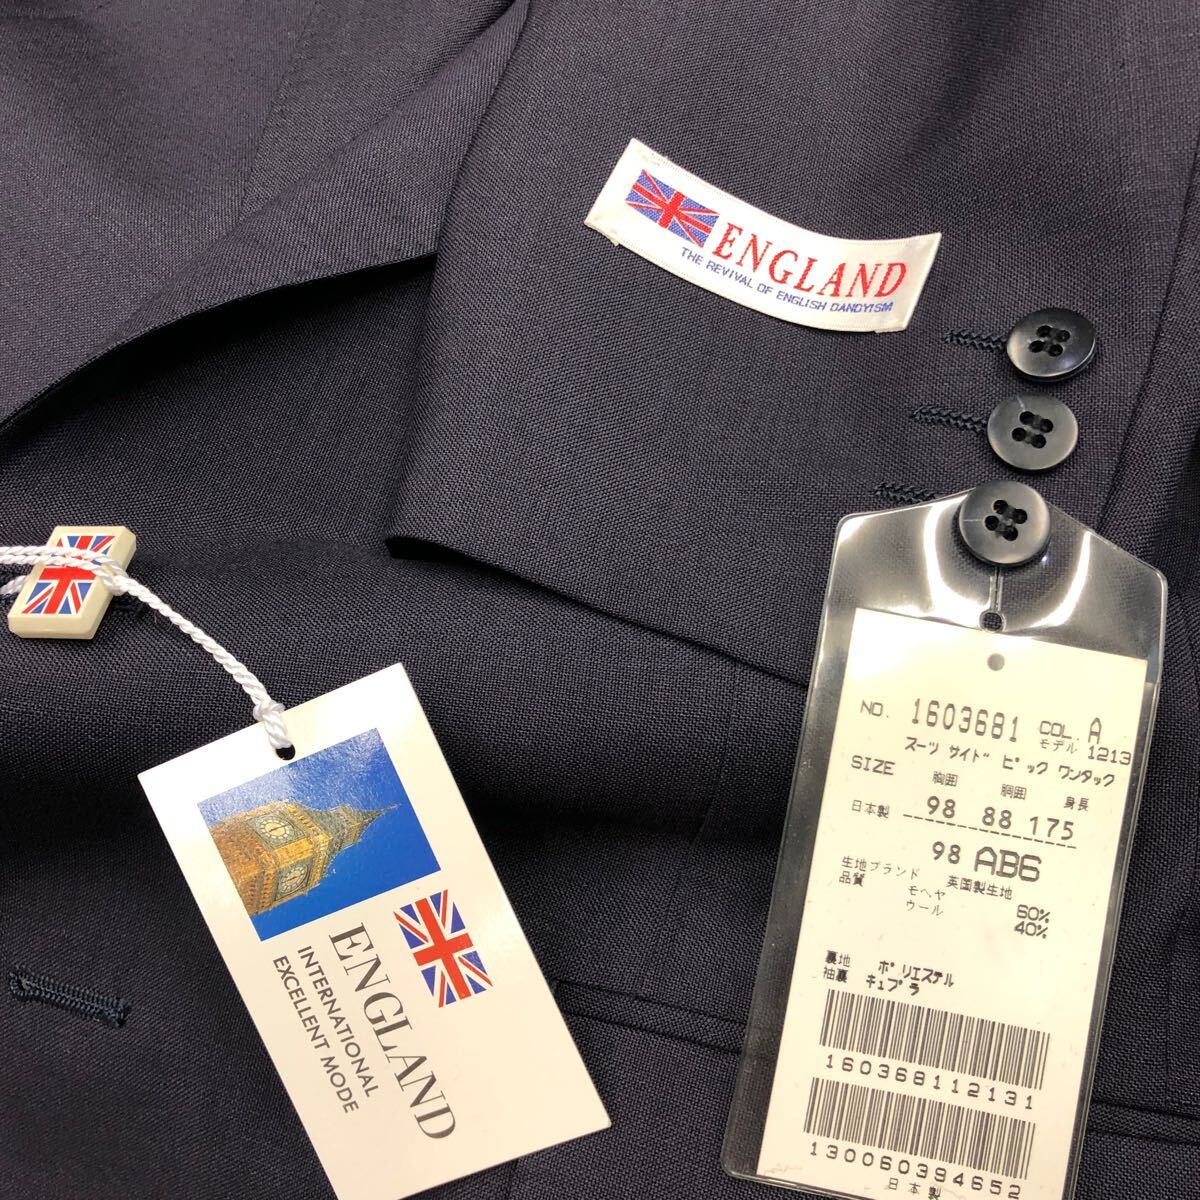 ENGLAND
THE REVIVAL OF ENGLISH DANDYISM
ENGLAND
INTERNATIONAL
EXCELLENT MODE
NO. 1603681 COL. A
モデル 1213
スーツ サイド ピック ワンタック
SIZE 胸囲 胴囲 身長
日本製 98 88 175
98 AB6
生地ブランド 英国製生地
品質 モヘヤ 60%
ウール 40%
裏地 ポリエステル
袖裏 キュプラ
160368112131
130060394652
日本製